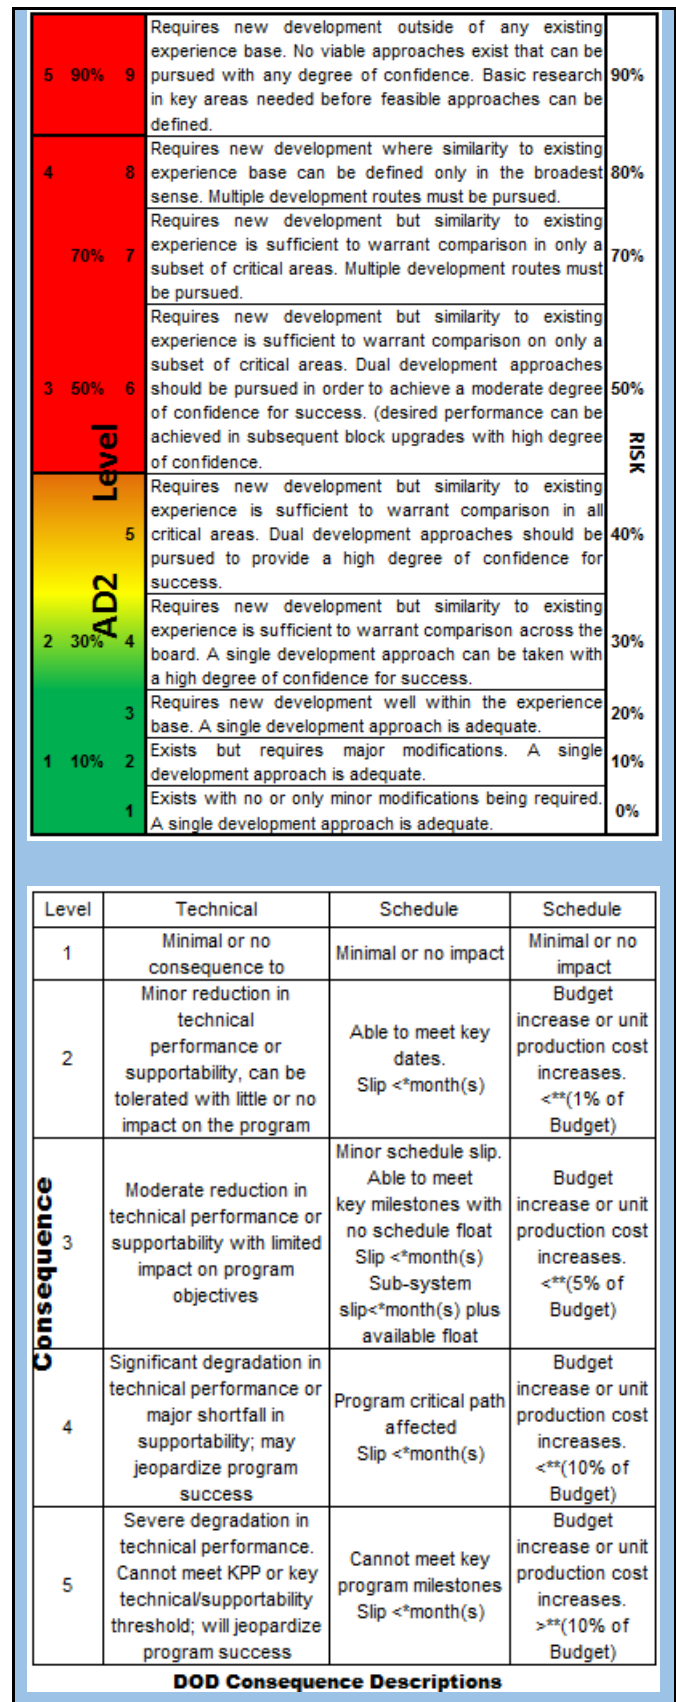 Requires new development outside of any existing
experience base. No viable approaches exist that can be
5 90% 9 pursued with any degree of confidence. Basic research 90%
in key areas needed before feasible approaches can be
defined.
Requires new development where similarity to existing
4 8 experience base can be defined only in the broadest 80%
sense. Multiple development routes must be pursued.
Requires new development but similarity to existing
experience is sufficient to warrant comparison in only a
70% 7 subset of critical areas. Multiple development routes must 70%
be pursued.
Requires new development but similarity to existing
experience is sufficient to warrant comparison on only a
subset of critical areas. Dual development approaches
3 50% 6 should be pursued in order to achieve a moderate degree 50%
of confidence for success. (desired performance can be
achieved in subsequent block upgrades with high degree
of confidence.
RISK
AD2 Level
Requires new development but similarity to existing
experience is sufficient to warrant comparison in all
5 critical areas. Dual development approaches should be 40%
pursued to provide a high degree of confidence for
success.
Requires new development but similarity to existing
experience is sufficient to warrant comparison across the
2 30% 4 board. A single development approach can be taken with 30%
a high degree of confidence for success.
Requires new development well within the experience
3 base. A single development approach is adequate. 20%
Exists but requires major modifications. A single
1 10% 2 development approach is adequate. 10%
Exists with no or only minor modifications being required.
1 A single development approach is adequate. 0%
Level Technical Schedule Schedule
1
Minimal or no
consequence to
Minimal or no impact
Minimal or no
impact
2
Minor reduction in
technical
performance or
supportability, can be
tolerated with little or no
impact on the program
Able to meet key
dates.
Slip <*month(s)
Budget
increase or unit
production cost
increases.
<**(1% of
Budget)
Consequence
3
Moderate reduction in
technical performance or
supportability with limited
impact on program
objectives
Minor schedule slip.
Able to meet
key milestones with
no schedule float
Slip <*month(s)
Sub-system
slip<*month(s) plus
available float
Budget
increase or unit
production cost
increases.
<**(5% of
Budget)
4
Significant degradation in
technical performance or
major shortfall in
supportability; may
jeopardize program
success
Program critical path
affected
Slip <*month(s)
Budget
increase or unit
production cost
increases.
<**(10% of
Budget)
5
Severe degradation in
technical performance.
Cannot meet KPP or key
technical/supportability
threshold; will jeopardize
program success
Cannot meet key
program milestones
Slip <*month(s)
Budget
increase or unit
production cost
increases.
>**(10% of
Budget)
DOD Consequence Descriptions